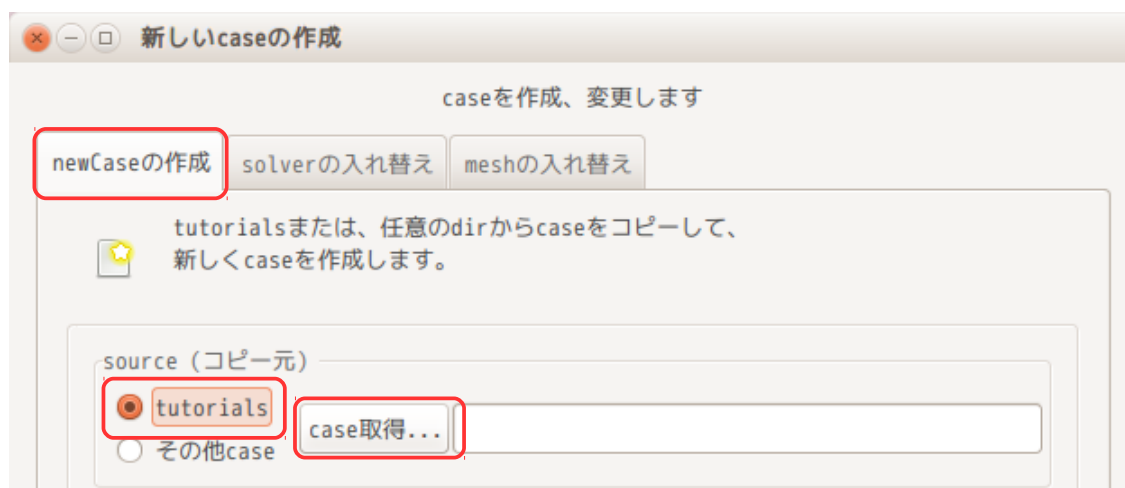 新しいcaseの作成
caseを作成、変更します
newCaseの作成
solverの入れ替え
meshの入れ替え
tutorialsまたは、任意のdirからcaseをコピーして、
新しくcaseを作成します。
source (コピー元)
tutorials
case取得...
その他case